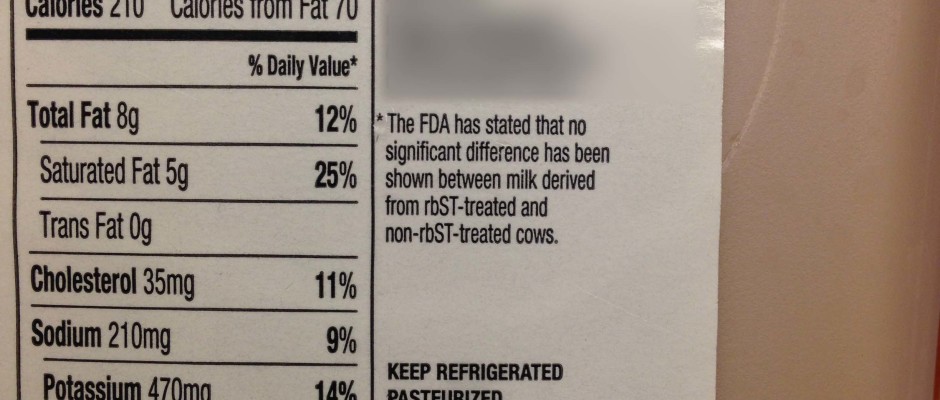 Calories 210 Calories from Fat 70
% Daily Value*
Total Fat 8g 12%
Saturated Fat 5g 25%
Trans Fat 0g
Cholesterol 35mg 11%
Sodium 210mg 9%
Potassium 470mg 14%
* The FDA has stated that no
significant difference has been
shown between milk derived
from rbST-treated and
non-rbST-treated cows.
KEEP REFRIGERATED
PASTEURIZED